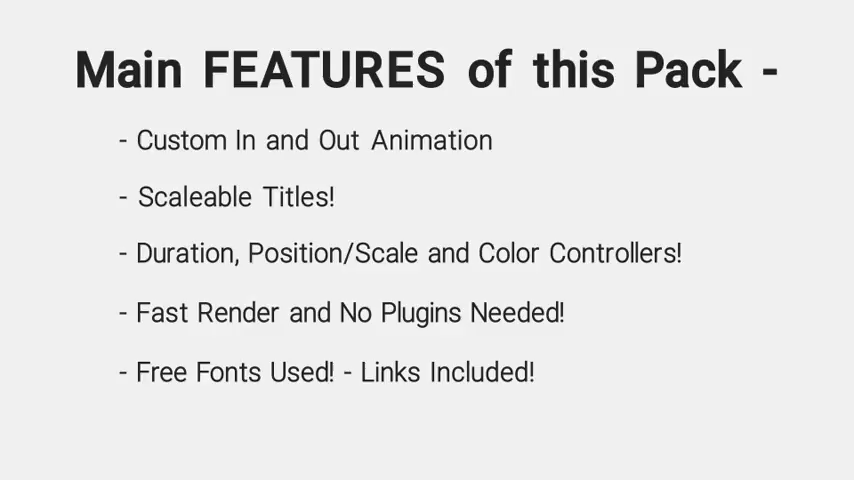 Main FEATURES of this Pack -
- Custom In and Out Animation
- Scaleable Titles!
- Duration, Position/Scale and Color Controllers!
- Fast Render and No Plugins Needed!
- Free Fonts Used! - Links Included!